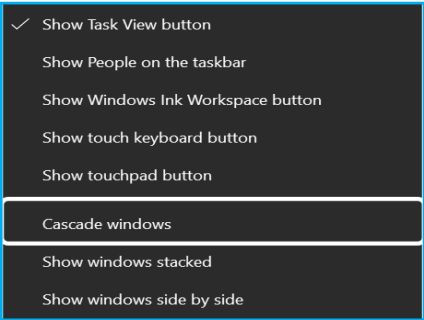 Show Task View button
Show People on the taskbar
Show Windows Ink Workspace button
Show touch keyboard button
Show touchpad button
Cascade windows
Show windows stacked
Show windows side by side